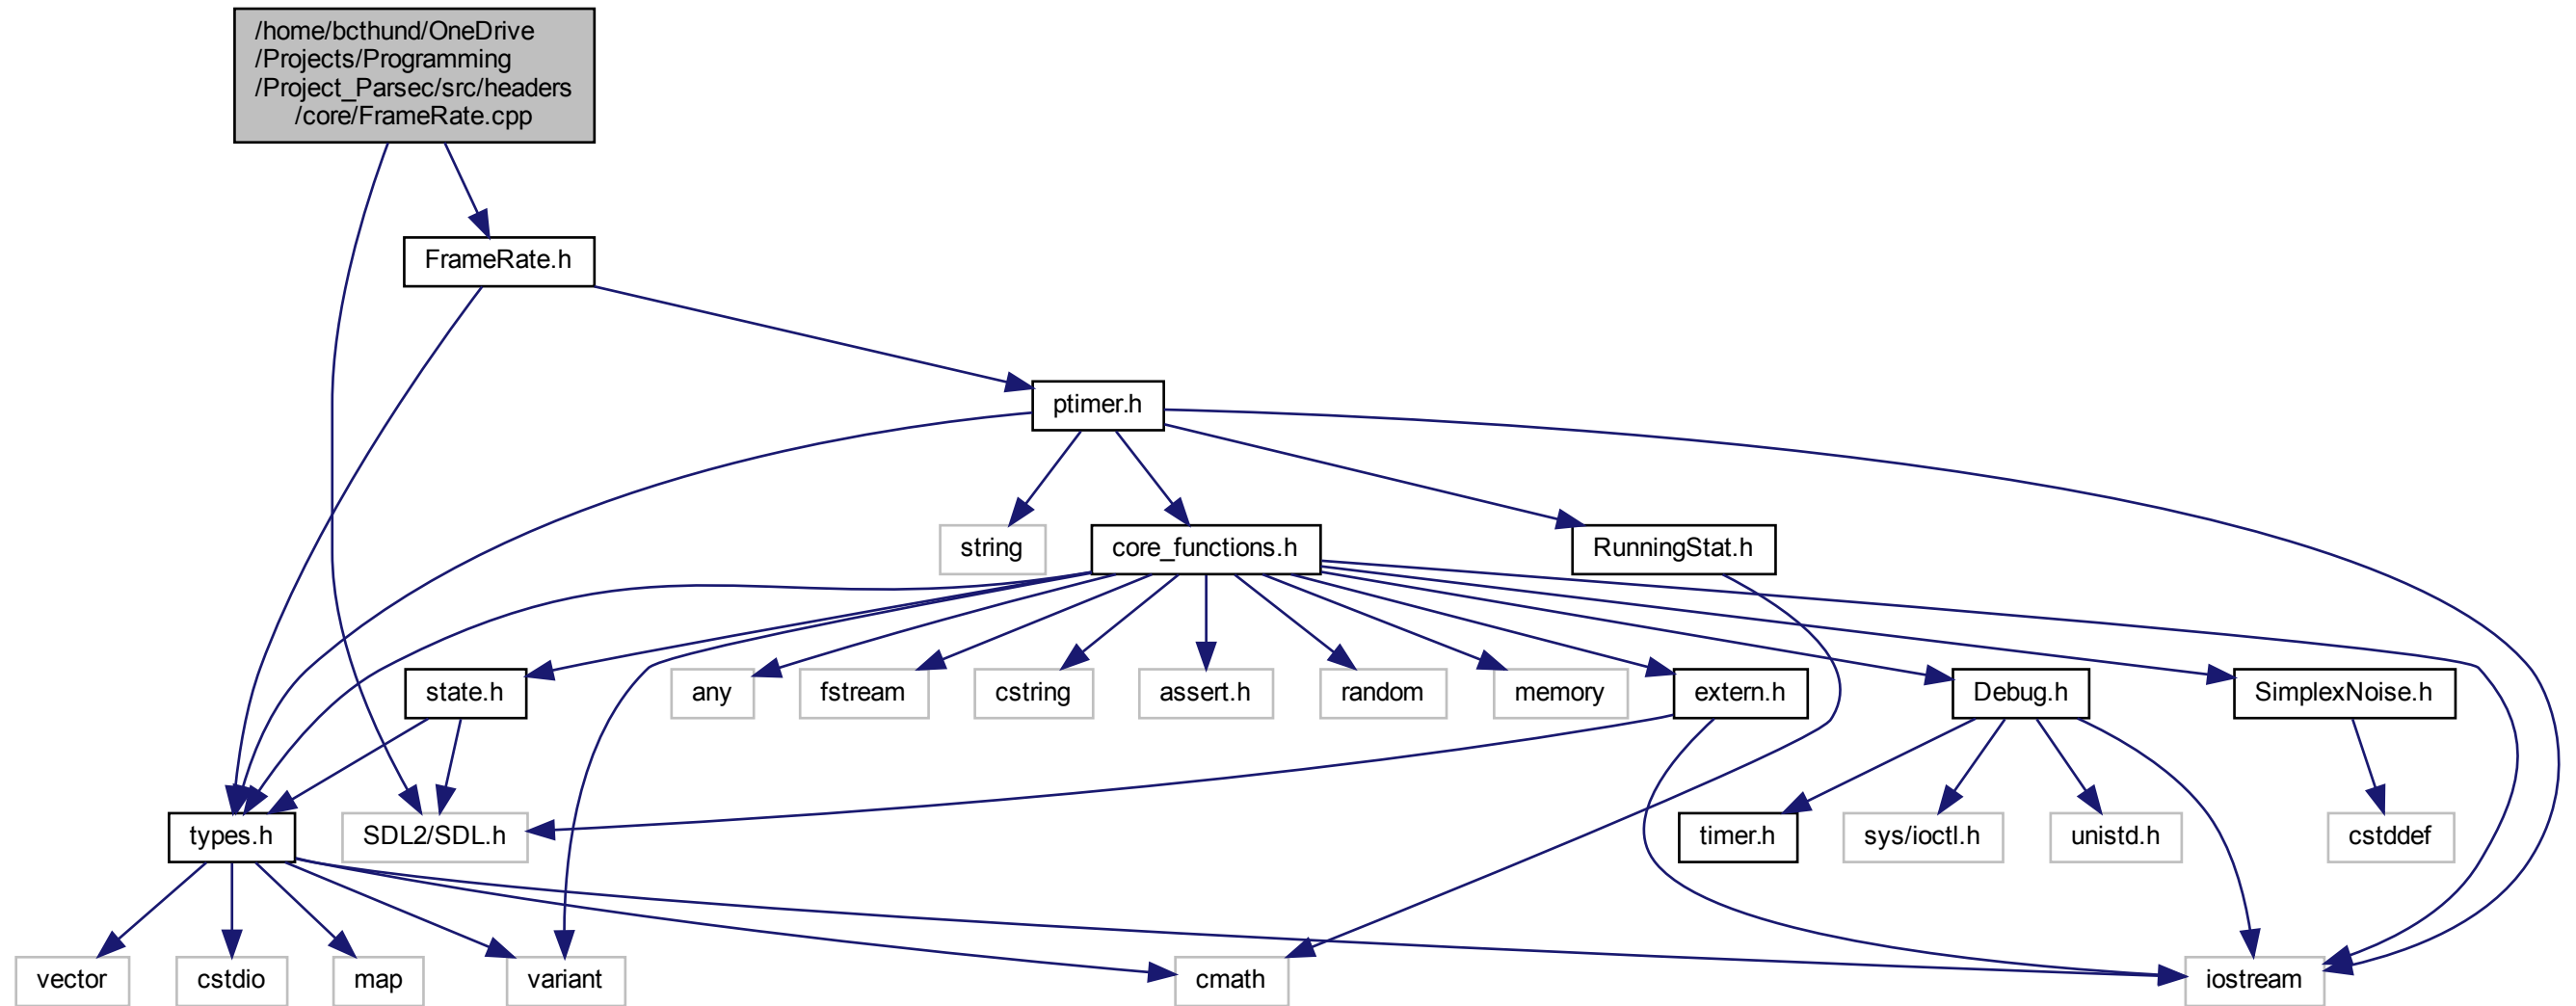 /home/bcthund/OneDrive
/Projects/Programming
/Project_Parsec/src/headers
/core/FrameRate.cpp
FrameRate.h
ptimer.h
string
core_functions.h
RunningStat.h
state.h
any
fstream
cstring
assert.h
random
memory
extern.h
Debug.h
SimplexNoise.h
types.h
SDL2/SDL.h
timer.h
sys/ioctl.h
unistd.h
cstddef
vector
cstdio
map
variant
cmath
iostream